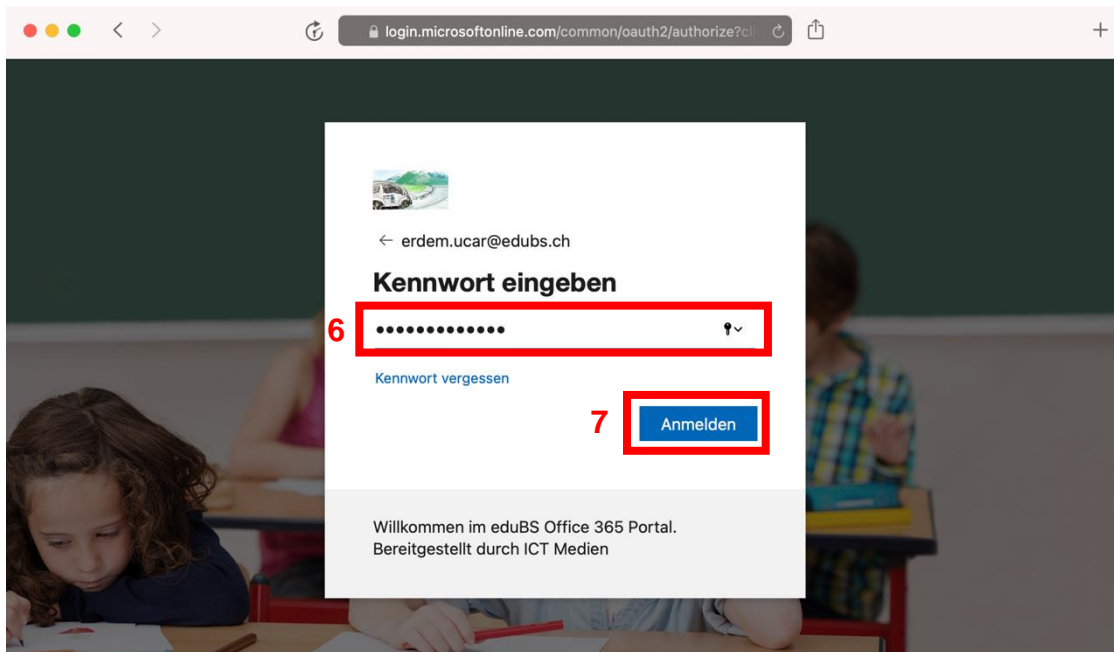 login.microsoftonline.com/common/oauth2/authorize?cli
← erdem.ucar@edubs.ch
Kennwort eingeben
6
•••••••••••••
Kennwort vergessen
7
Anmelden
Willkommen im eduBS Office 365 Portal.
Bereitgestellt durch ICT Medien